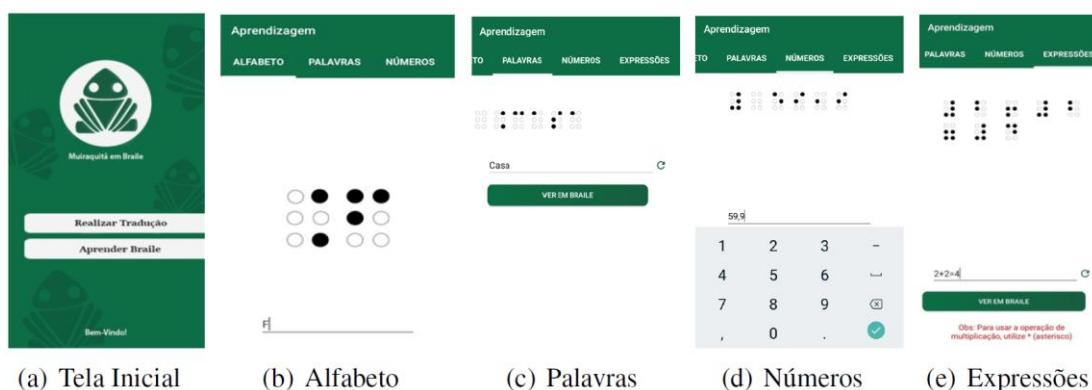 Muiraquitã em Braile
Realizar Tradução
Aprender Braile
Bem-Vindo!
Aprendizagem
ALFABETO PALAVRAS NÚMEROS
F
Aprendizagem
TO PALAVRAS NÚMEROS EXPRESSÕES
Casa
VER EM BRAILE
Aprendizagem
ETO PALAVRAS NÚMEROS EXPRESSÕES
59,9
1 2 3 –
4 5 6
7 8 9
, 0 .
Aprendizagem
PALAVRAS NÚMEROS EXPRESSÕES
2+2=4
VER EM BRAILE
Obs: Para usar a operação de
multiplicação, utilize * (asterisco)
(a) Tela Inicial (b) Alfabeto (c) Palavras (d) Números (e) Expressões